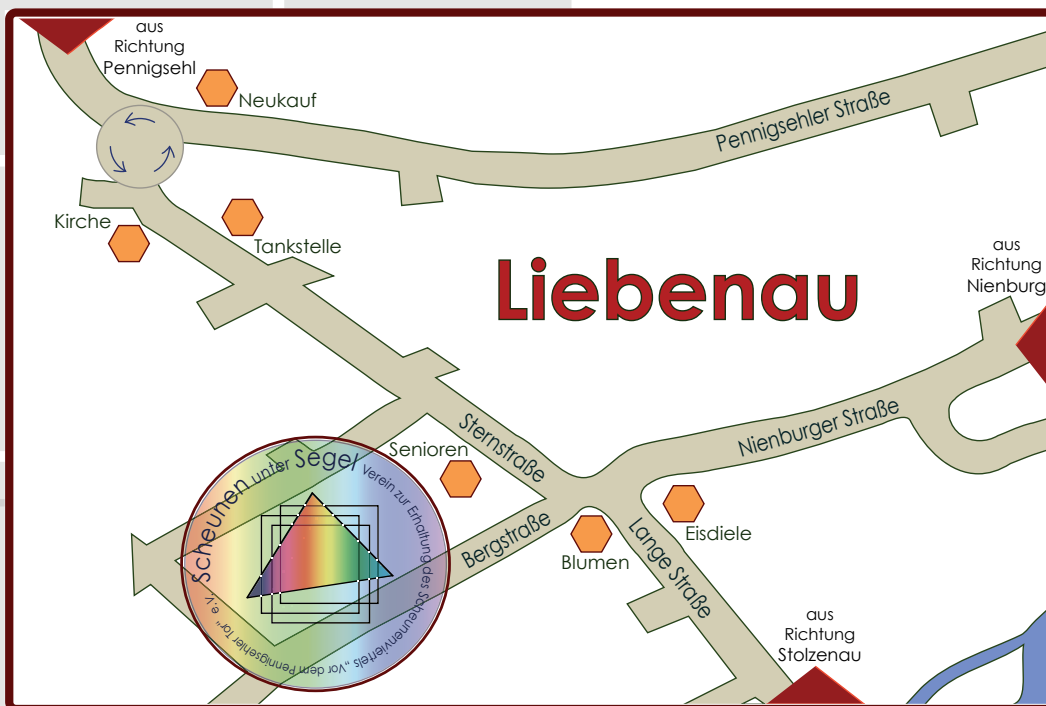 aus
Richtung
Pennigsehl
Neukauf
Pennigsehler Straße
Kirche
Tankstelle
Liebenau
aus
Richtung
Nienburg
Sternstraße
Nienburger Straße
Senioren
Scheunen unter Segel
Verein zur Erhaltung des Scheunenviertels „Vor dem Pennigsehler Tor“ e.V.
Bergstraße
Blumen
Eisdiele
Lange Straße
aus
Richtung
Stolzenau